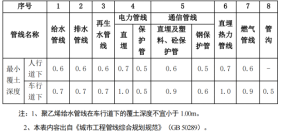 序号 1 2 3 4 5 6 7 8
管线名称 给水管线 排水管线 再生水管线 电力管线 通信管线 直埋热力管线 燃气管线 管沟
直埋 保护管 直埋及塑料、砼保护管 钢保护管
最小覆土深度 人行道下 0.6 0.6 0.6 0.7 0.5 0.6 0.5 0.7 0.6 -
车行道下 0.7 0.7 0.7 1.0 0.5 0.9 0.6 1.0 0.9 0.5
注：1、聚乙烯给水管线在车行道下的覆土深度不宜小于1.00m。
2、本表内容出自《城市工程管线综合规划规范》（GB 50289）。